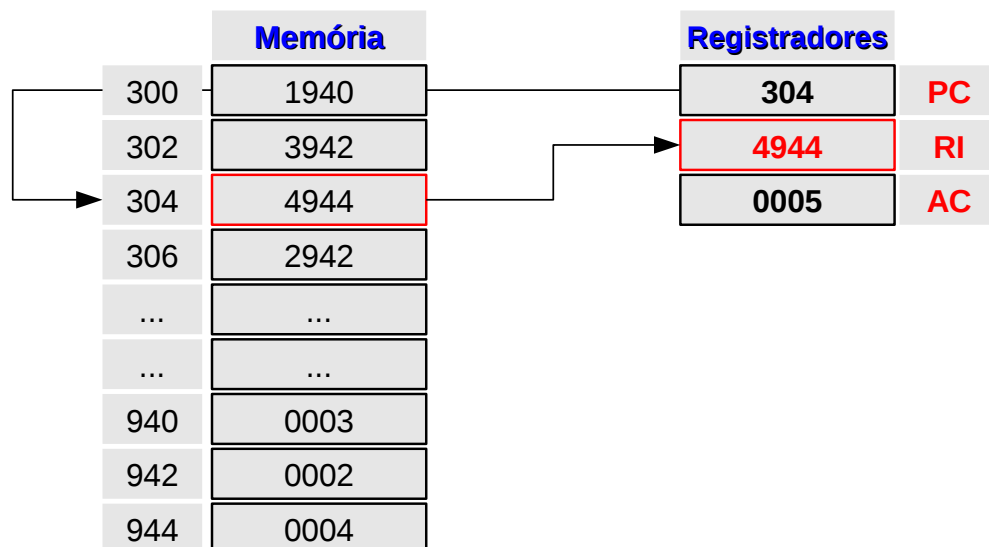 Memória Registradores
300 1940 304 PC
302 3942 4944 RI
304 4944 0005 AC
306 2942
... ...
... ...
940 0003
942 0002
944 0004